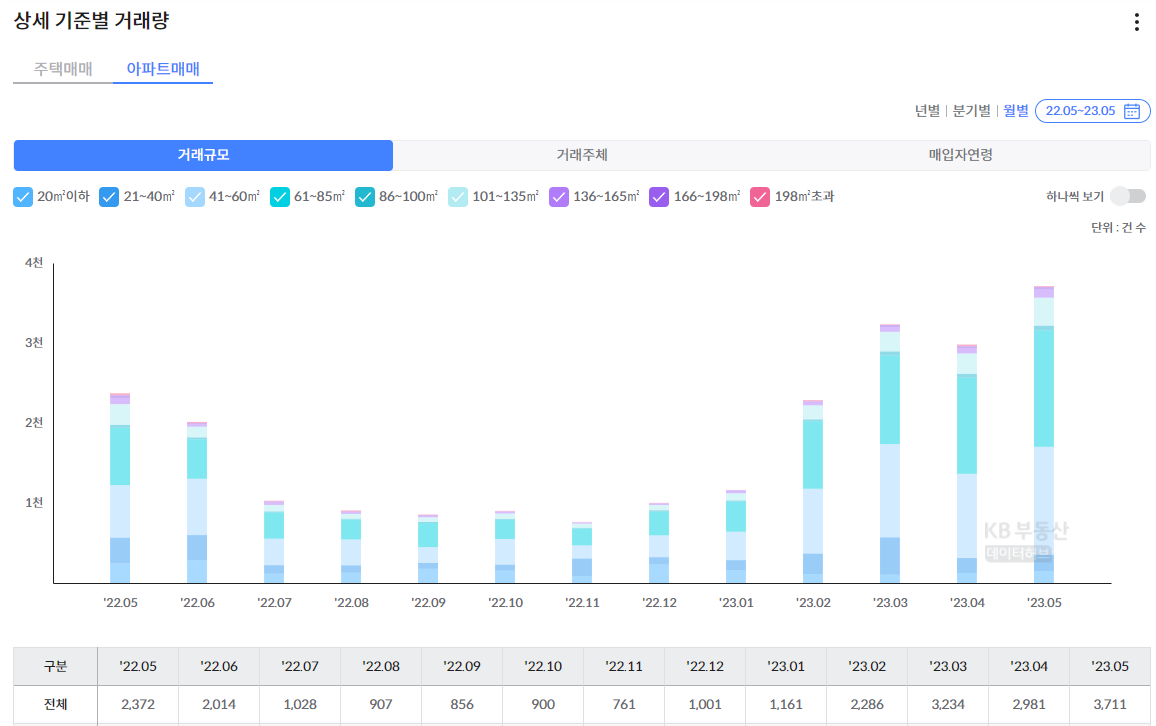 상세 기준별 거래량
주택매매 아파트매매
년별 | 분기별 | 월별 22.05~23.05
거래규모 거래주체 매입자연령
20㎡이하 21~40㎡ 41~60㎡ 61~85㎡ 86~100㎡ 101~135㎡ 136~165㎡ 166~198㎡ 198㎡초과 하나씩 보기
단위 : 건 수
4천
3천
2천
1천
KB 부동산
데이터허브
'22.05 '22.06 '22.07 '22.08 '22.09 '22.10 '22.11 '22.12 '23.01 '23.02 '23.03 '23.04 '23.05
구분 '22.05 '22.06 '22.07 '22.08 '22.09 '22.10 '22.11 '22.12 '23.01 '23.02 '23.03 '23.04 '23.05
전체 2,372 2,014 1,028 907 856 900 761 1,001 1,161 2,286 3,234 2,981 3,711